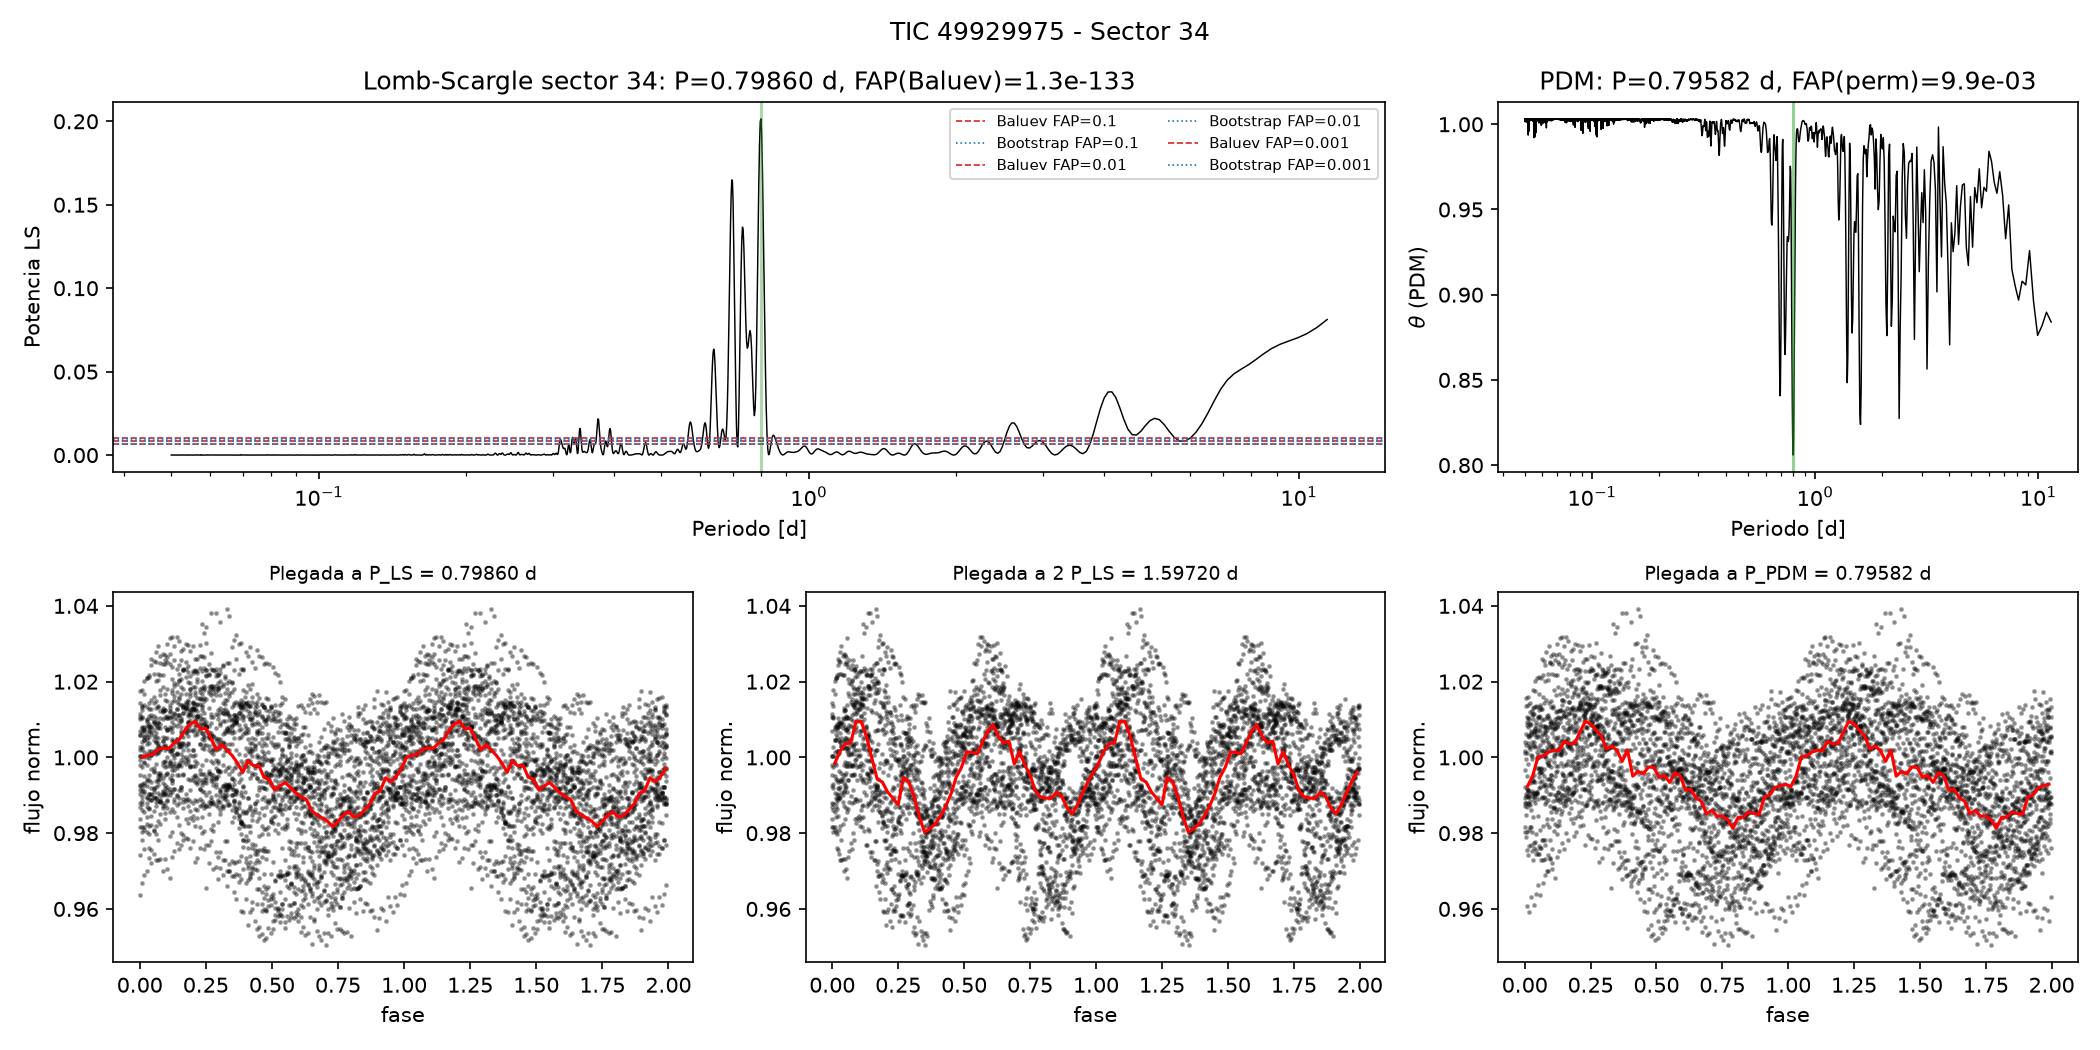 TIC 49929975 - Sector 34
Lomb-Scargle sector 34: P=0.79860 d, FAP(Baluev)=1.3e-133
0.20
0.15
0.10
0.05
0.00
Potencia LS
Baluev FAP=0.1
Bootstrap FAP=0.1
Baluev FAP=0.01
Bootstrap FAP=0.01
Baluev FAP=0.001
Bootstrap FAP=0.001
10⁻¹ 10⁰ 10¹
Periodo [d]
PDM: P=0.79582 d, FAP(perm)=9.9e-03
1.00
0.95
0.90
0.85
0.80
θ (PDM)
10⁻¹ 10⁰ 10¹
Periodo [d]
Plegada a P_LS = 0.79860 d
1.04
1.02
1.00
0.98
0.96
flujo norm.
0.00 0.25 0.50 0.75 1.00 1.25 1.50 1.75 2.00
fase
Plegada a 2 P_LS = 1.59720 d
1.04
1.02
1.00
0.98
0.96
flujo norm.
0.00 0.25 0.50 0.75 1.00 1.25 1.50 1.75 2.00
fase
Plegada a P_PDM = 0.79582 d
1.04
1.02
1.00
0.98
0.96
flujo norm.
0.00 0.25 0.50 0.75 1.00 1.25 1.50 1.75 2.00
fase